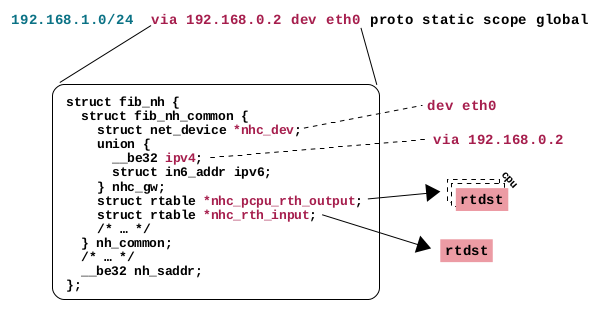 192.168.1.0/24 via 192.168.0.2 dev eth0 proto static scope global
struct fib_nh {
struct fib_nh_common {
struct net_device *nhc_dev;
union {
__be32 ipv4;
struct in6_addr ipv6;
} nhc_gw;
struct rtable *nhc_pcpu_rth_output;
struct rtable *nhc_rth_input;
/* … */
} nh_common;
/* … */
__be32 nh_saddr;
};
dev eth0
via 192.168.0.2
cpu
rtdst
rtdst